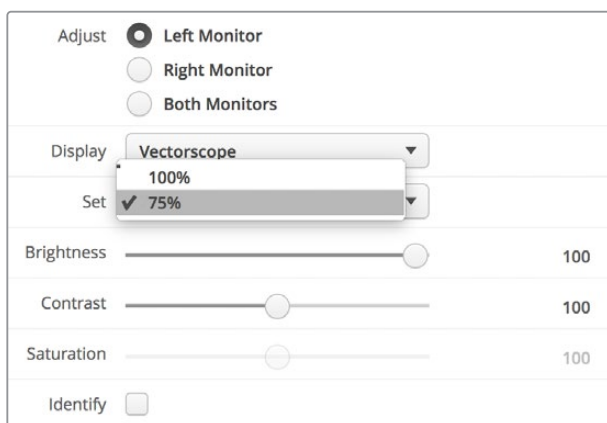 Adjust Left Monitor
Right Monitor
Both Monitors
Display Vectorscope
100%
Set 75%
Brightness 100
Contrast 100
Saturation 100
Identify